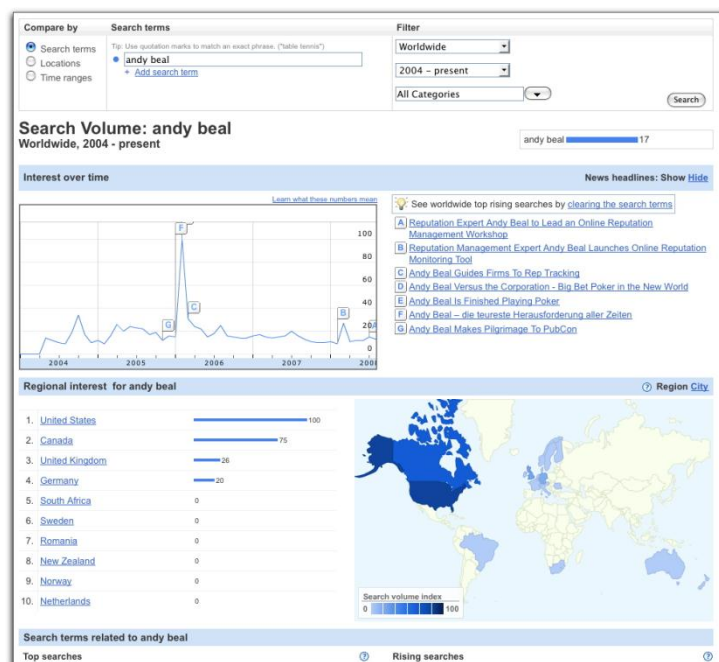 Compare by
Search terms
Filter
Search terms
Locations
Time ranges
Tip: Use quotation marks to match an exact phrase. ("table tennis")
andy beal
+ Add search term
Worldwide
2004 - present
All Categories
Search
Search Volume: andy beal
Worldwide, 2004 - present
andy beal 17
Interest over time
News headlines: Show Hide
Learn what these numbers mean
F
C
G
B
A
100
80
60
40
20
0
2004 2005 2006 2007 2008
See worldwide top rising searches by clearing the search terms
A Reputation Expert Andy Beal to Lead an Online Reputation
Management Workshop
B Reputation Management Expert Andy Beal Launches Online Reputation
Monitoring Tool
C Andy Beal Guides Firms To Rep Tracking
D Andy Beal Versus the Corporation - Big Bet Poker in the New World
E Andy Beal Is Finished Playing Poker
F Andy Beal – die teureste Herausforderung aller Zeiten
G Andy Beal Makes Pilgrimage To PubCon
Regional interest for andy beal
? Region City
1. United States 100
2. Canada 75
3. United Kingdom 26
4. Germany 20
5. South Africa 0
6. Sweden 0
7. Romania 0
8. New Zealand 0
9. Norway 0
10. Netherlands 0
Search volume index
0 100
Search terms related to andy beal
Top searches ?
Rising searches ?